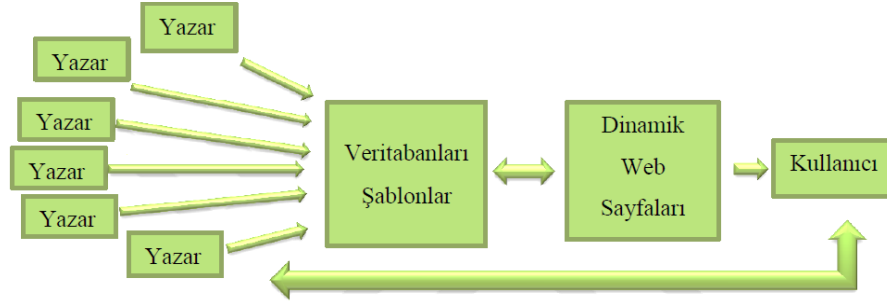 Yazar
Yazar
Yazar
Yazar
Yazar
Yazar
Veritabanları
Şablonlar
Dinamik
Web
Sayfaları
Kullanıcı